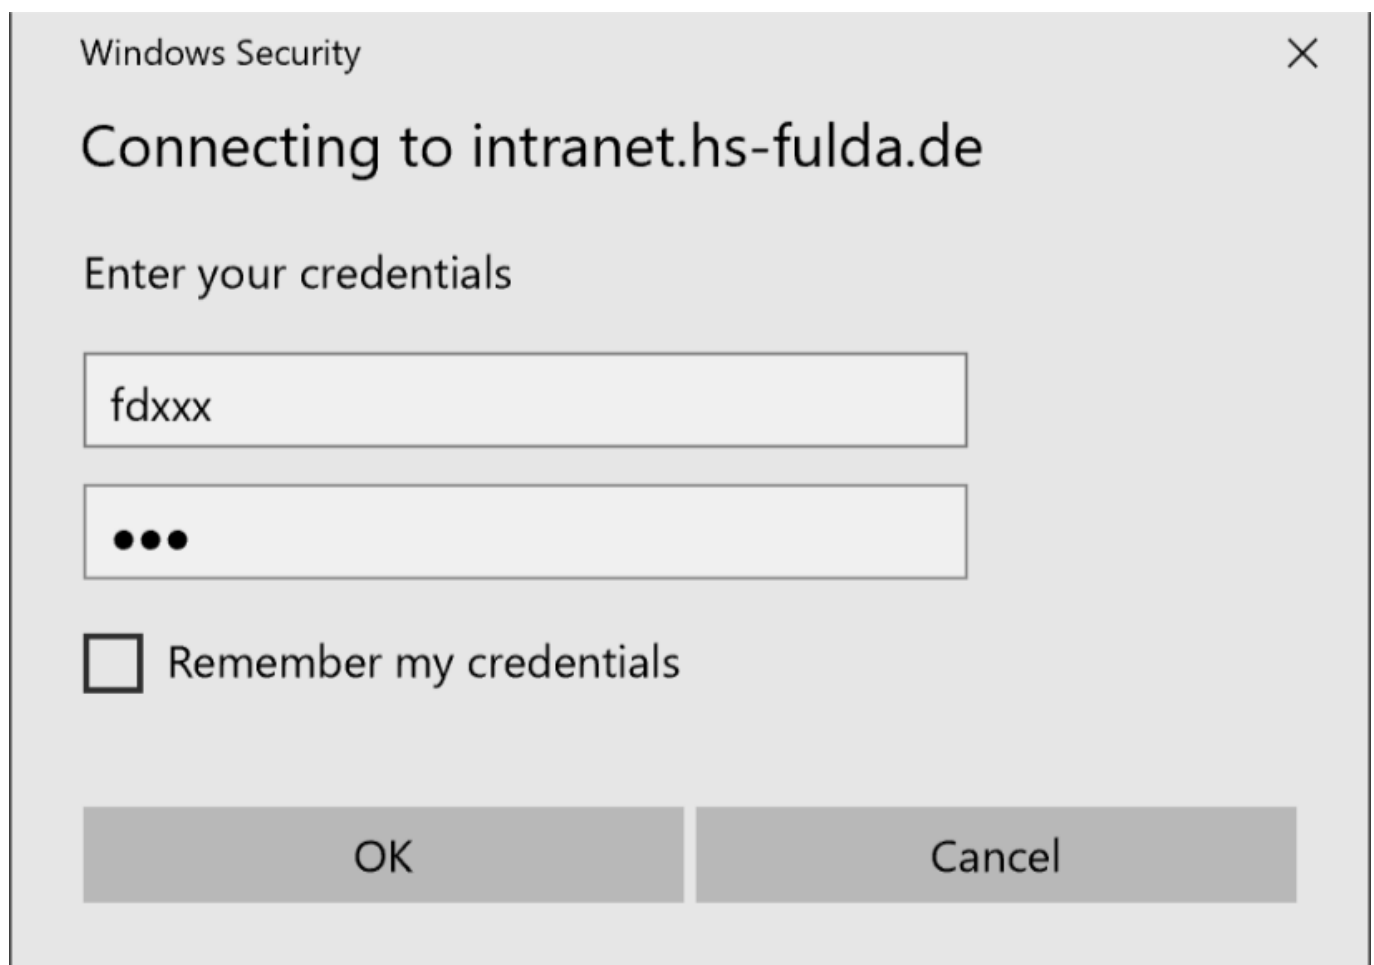 Windows Security
Connecting to intranet.hs-fulda.de
Enter your credentials
fdxxx
●●●
Remember my credentials
OK
Cancel